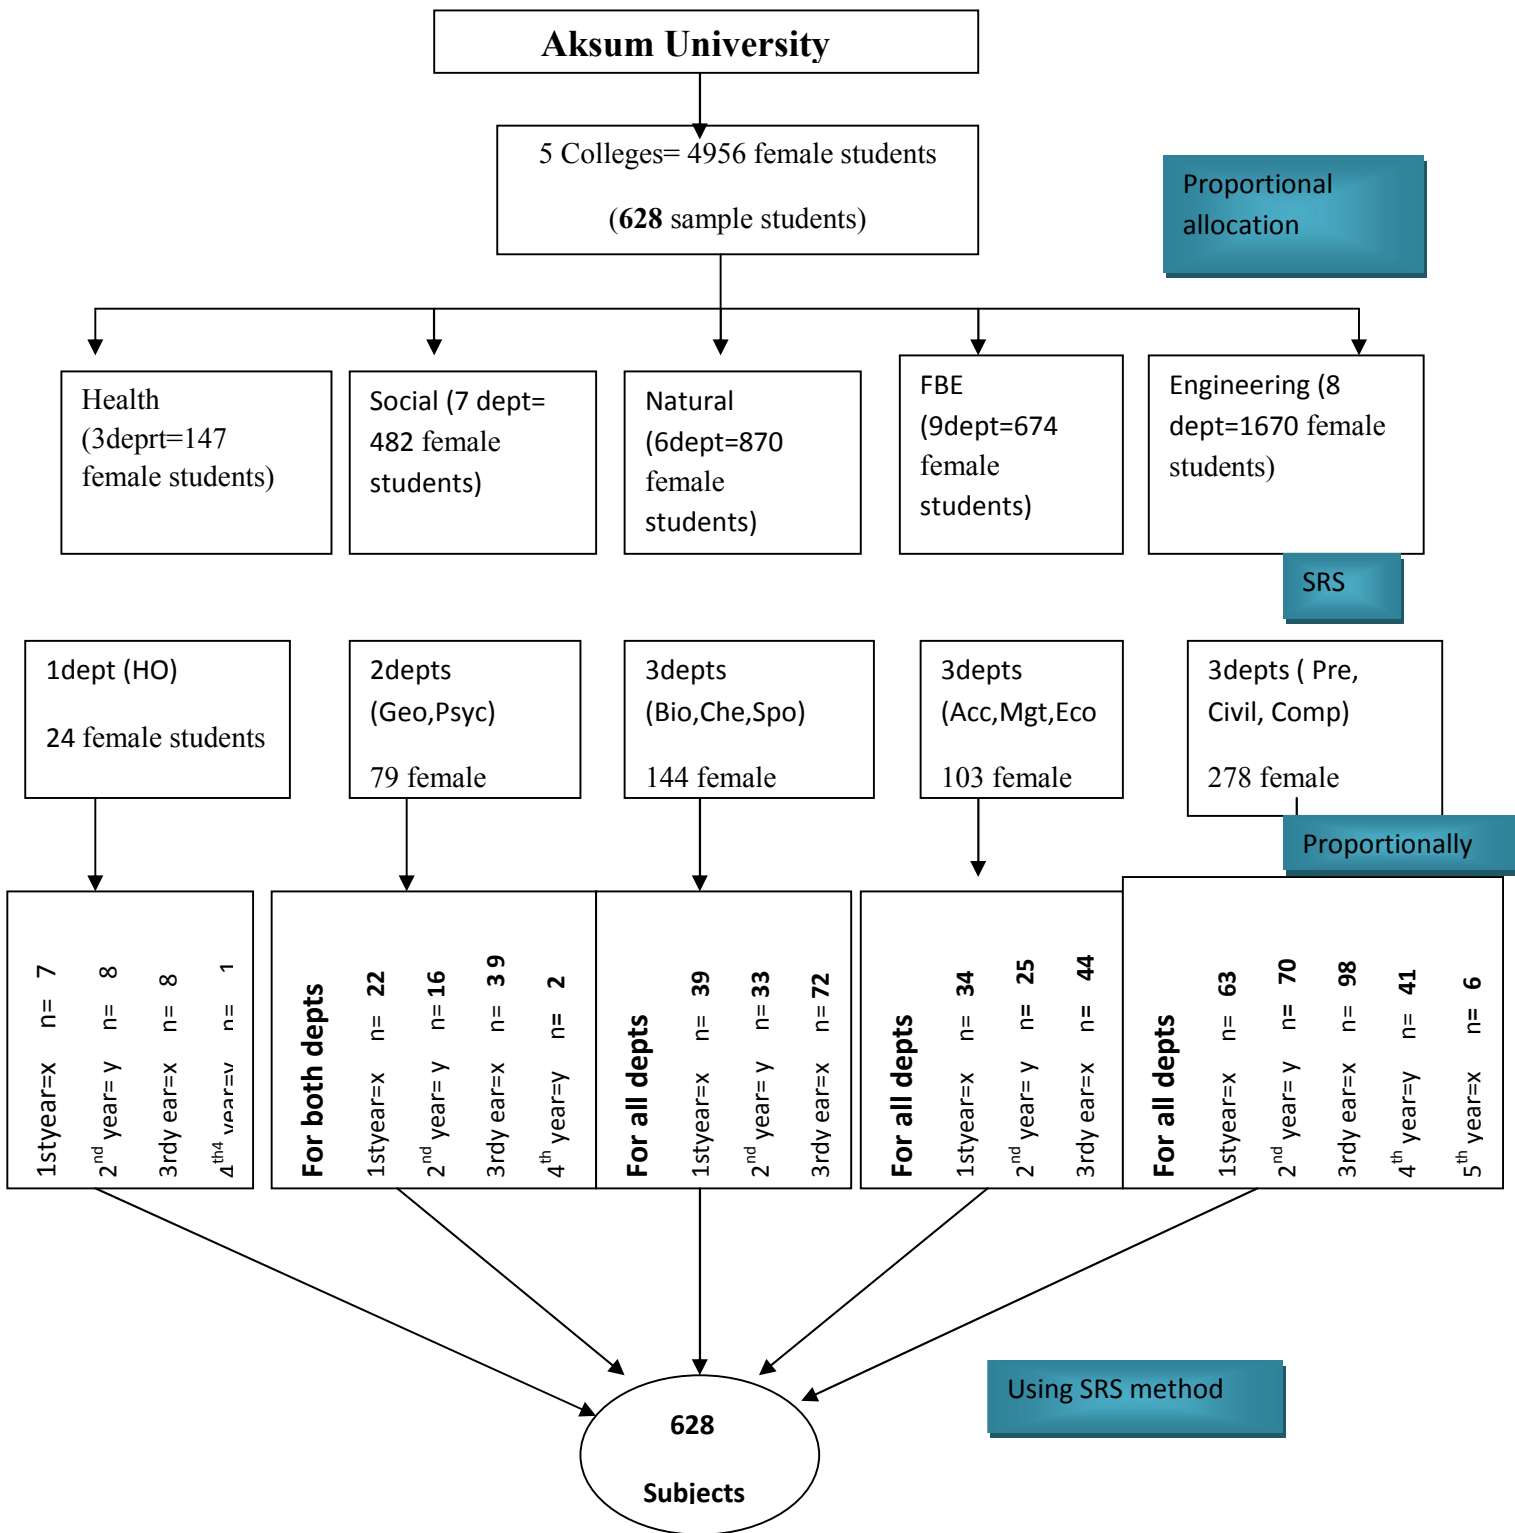 Aksum University
5 Colleges= 4956 female students
(628 sample students)
Proportional
allocation
Health
(3deprt=147
female students)
Social (7 dept=
482 female
students)
Natural
(6dept=870
female
students)
FBE
(9dept=674
female
students)
Engineering (8
dept=1670 female
students)
SRS
1dept (HO)
24 female students
2depts
(Geo,Psyc)
79 female
3depts
(Bio,Che,Spo)
144 female
3depts
(Acc,Mgt,Eco
103 female
3depts ( Pre,
Civil, Comp)
278 female
Proportionally
1styear=x n= 7
2nd year= y n= 8
3rdy ear=x n= 8
4th4 year=y n= 1
For both depts
1styear=x n= 22
2nd year= y n= 16
3rdy ear=x n= 3 9
4th year=y n= 2
For all depts
1styear=x n= 39
2nd year= y n= 33
3rdy ear=x n= 72
For all depts
1styear=x n= 34
2nd year= y n= 25
3rdy ear=x n= 44
For all depts
1styear=x n= 63
2nd year= y n= 70
3rdy ear=x n= 98
4th year=y n= 41
5th year=x n= 6
Using SRS method
628
Subjects